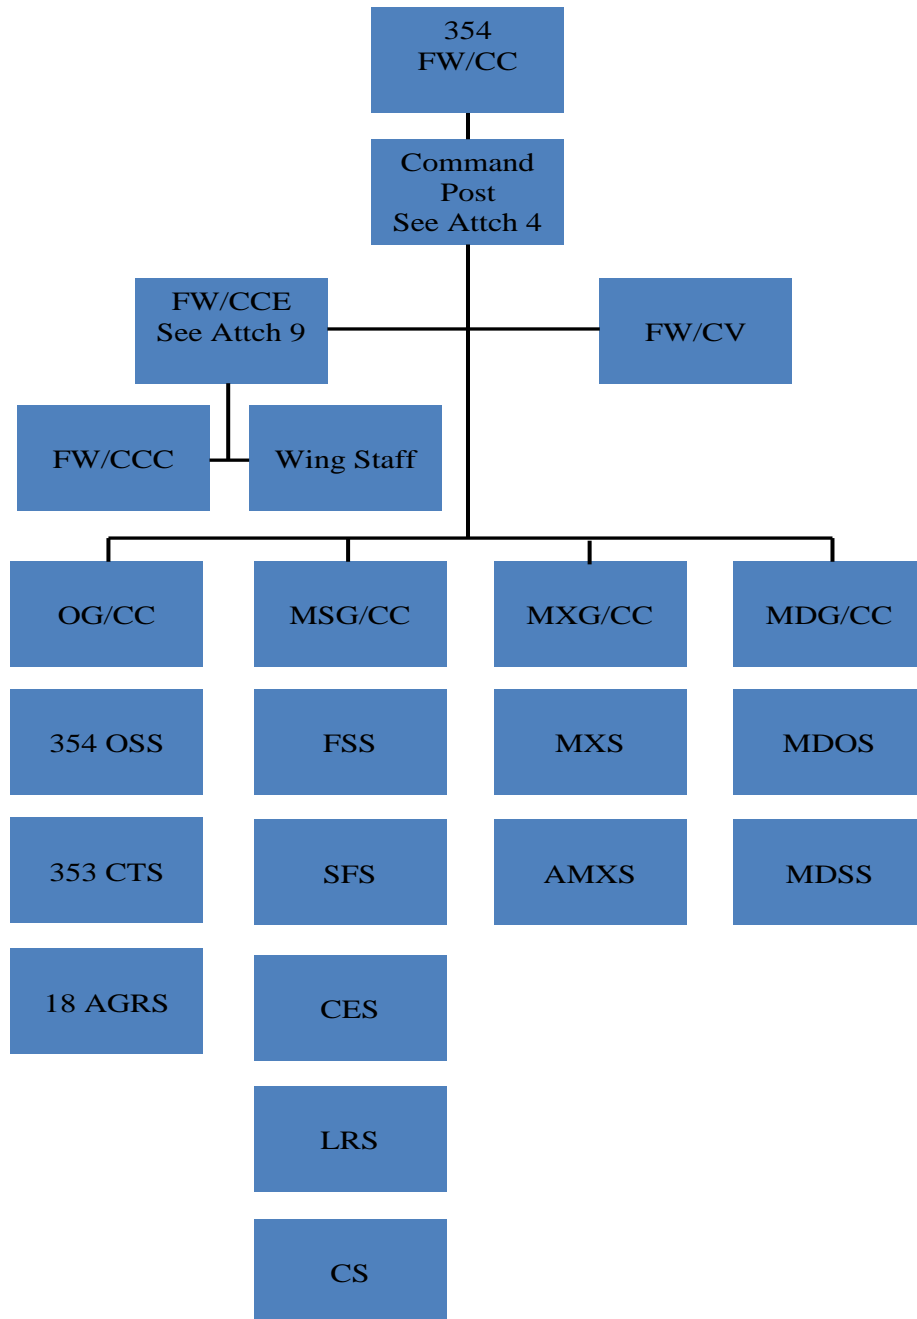 354
FW/CC
Command
Post
See Attch 4
FW/CCE
See Attch 9
FW/CV
FW/CCC
Wing Staff
OG/CC
MSG/CC
MXG/CC
MDG/CC
354 OSS
FSS
MXS
MDOS
353 CTS
SFS
AMXS
MDSS
18 AGRS
CES
LRS
CS